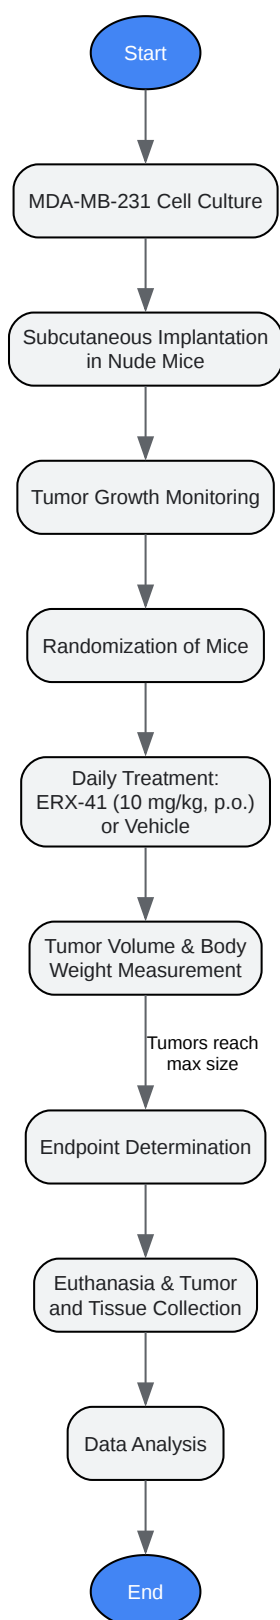 Start
MDA-MB-231 Cell Culture
Subcutaneous Implantation
in Nude Mice
Tumor Growth Monitoring
Randomization of Mice
Daily Treatment:
ERX-41 (10 mg/kg, p.o.)
or Vehicle
Tumor Volume & Body
Weight Measurement
Tumors reach
max size
Endpoint Determination
Euthanasia & Tumor
and Tissue Collection
Data Analysis
End